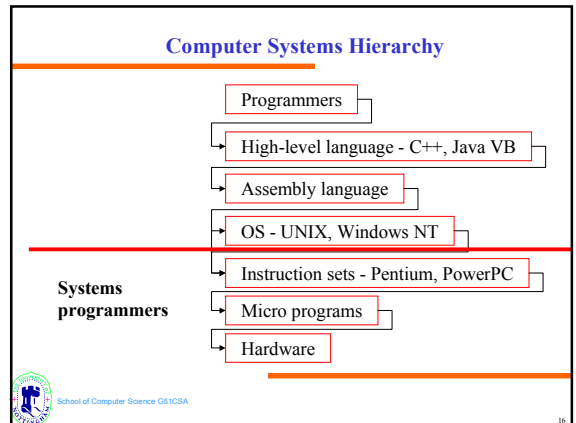 Computer Systems Hierarchy
Programmers
High-level language - C++, Java VB
Assembly language
OS - UNIX, Windows NT
Instruction sets - Pentium, PowerPC
Systems
programmers
Micro programs
Hardware
School of Computer Science G51CSA
16
NOTTINGHAM